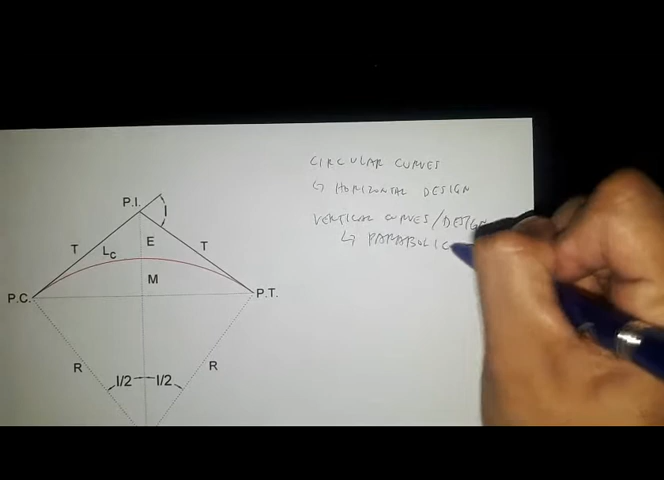 CIRCULAR CURVES
↳ HORIZONTAL DESIGN
VERTICAL CURVES/DESIGN
↳ PARABOLIC
P.I.
I
T
Lc
E
T
M
P.C.
P.T.
R
R
I/2
I/2